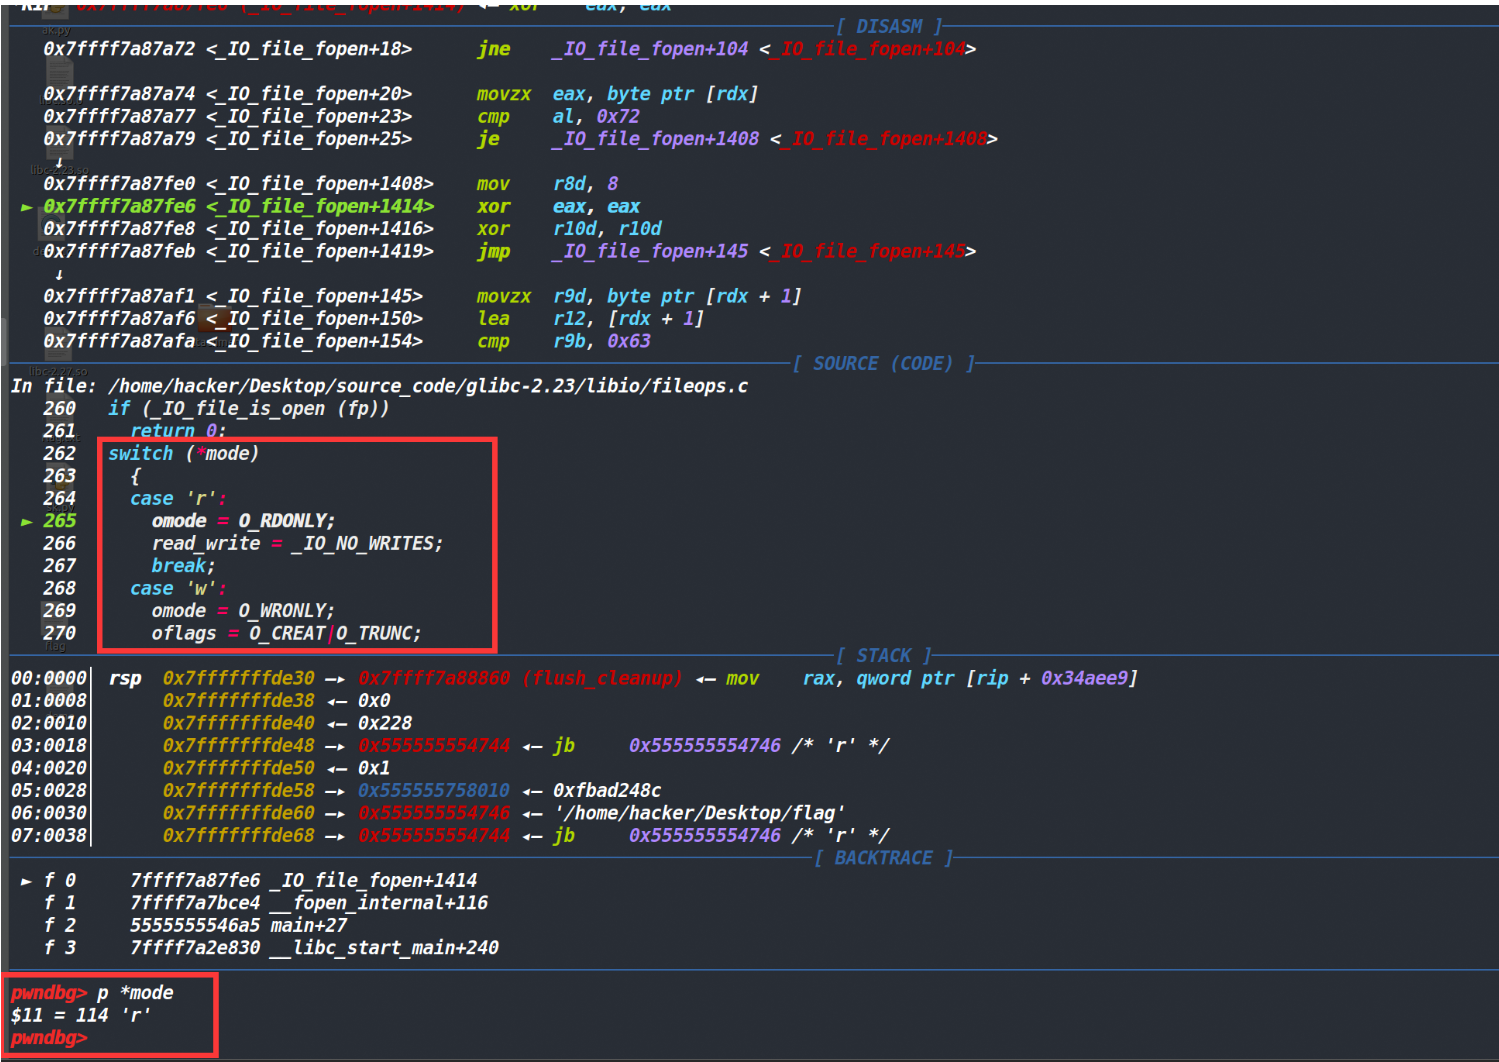 [ DISASM ]
0x7ffff7a87a72 <_IO_file_fopen+18> jne _IO_file_fopen+104 <_IO_file_fopen+104>
0x7ffff7a87a74 <_IO_file_fopen+20> movzx eax, byte ptr [rdx]
0x7ffff7a87a77 <_IO_file_fopen+23> cmp al, 0x72
0x7ffff7a87a79 <_IO_file_fopen+25> je _IO_file_fopen+1408 <_IO_file_fopen+1408>
↓
0x7ffff7a87fe0 <_IO_file_fopen+1408> mov r8d, 8
► 0x7ffff7a87fe6 <_IO_file_fopen+1414> xor eax, eax
0x7ffff7a87fe8 <_IO_file_fopen+1416> xor r10d, r10d
0x7ffff7a87feb <_IO_file_fopen+1419> jmp _IO_file_fopen+145 <_IO_file_fopen+145>
↓
0x7ffff7a87af1 <_IO_file_fopen+145> movzx r9d, byte ptr [rdx + 1]
0x7ffff7a87af6 <_IO_file_fopen+150> lea r12, [rdx + 1]
0x7ffff7a87afa <_IO_file_fopen+154> cmp r9b, 0x63
[ SOURCE (CODE) ]
In file: /home/hacker/Desktop/source_code/glibc-2.23/libio/fileops.c
260 if (_IO_file_is_open (fp))
261 return 0;
262 switch (*mode)
263 {
264 case 'r':
► 265 omode = O_RDONLY;
266 read_write = _IO_NO_WRITES;
267 break;
268 case 'w':
269 omode = O_WRONLY;
270 oflags = O_CREAT|O_TRUNC;
[ STACK ]
00:0000│ rsp 0x7fffffffde30 —▸ 0x7ffff7a88860 (flush_cleanup) ◂— mov rax, qword ptr [rip + 0x34aee9]
01:0008│ 0x7fffffffde38 ◂— 0x0
02:0010│ 0x7fffffffde40 ◂— 0x228
03:0018│ 0x7fffffffde48 —▸ 0x555555554744 ◂— jb 0x555555554746 /* 'r' */
04:0020│ 0x7fffffffde50 ◂— 0x1
05:0028│ 0x7fffffffde58 —▸ 0x555555758010 ◂— 0xfbad248c
06:0030│ 0x7fffffffde60 —▸ 0x555555554746 ◂— '/home/hacker/Desktop/flag'
07:0038│ 0x7fffffffde68 —▸ 0x555555554744 ◂— jb 0x555555554746 /* 'r' */
[ BACKTRACE ]
► f 0 7ffff7a87fe6 _IO_file_fopen+1414
f 1 7ffff7a7bce4 __fopen_internal+116
f 2 5555555546a5 main+27
f 3 7ffff7a2e830 __libc_start_main+240
pwndbg> p *mode
$11 = 114 'r'
pwndbg>